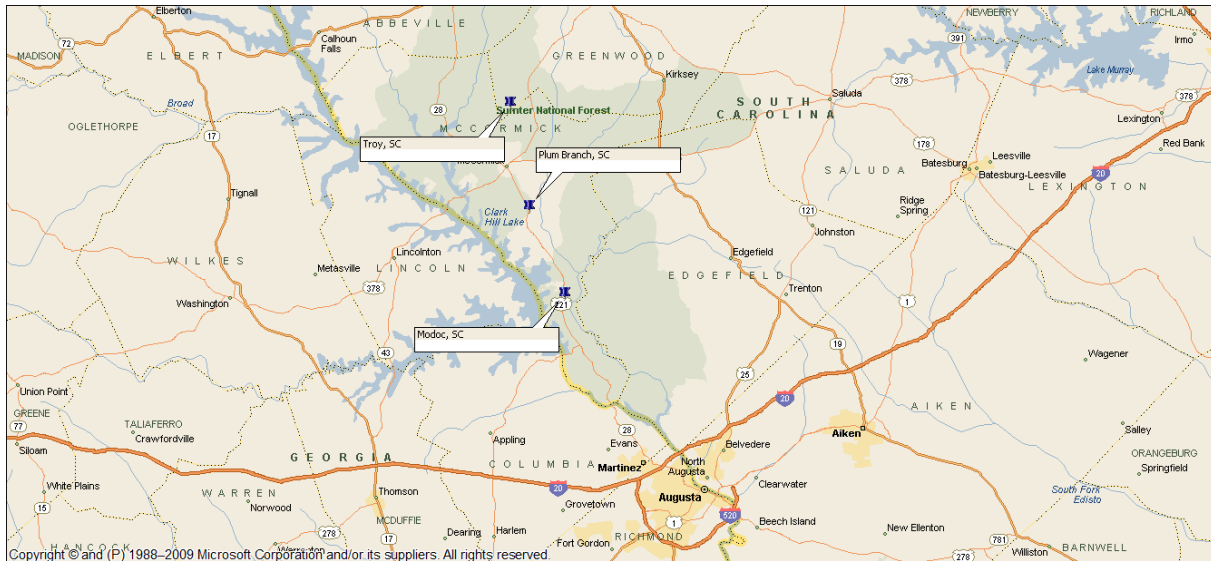 Elberton
ABBEVILLE
NEWBERRY
RICHLAND
72
Calhoun
Falls
391
Irmo
MADISON
ELBERT
GREENWOOD
Kirksey
Lake Murray
378
Saluda
378
Broad
28
Sumter National Forest
SOUTH
CAROLINA
Lexington
OGLETHORPE
17
MCCORMICK
Troy, SC
Plum Branch, SC
178
Red Bank
Leesville
Batesburg
Batesburg-Leesville
SALUDA
20
LEXINGTON
Tignall
Clark
Hill Lake
121
Ridge
Spring
Johnston
Lincolnton
Edgefield
WILKES
LINCOLN
Metasville
378
EDGEFIELD
Trenton
Washington
221
1
Modoc, SC
19
43
Wagener
25
Union Point
20
AIKEN
GREENE
TALIAFERRO
77
Crawfordville
Siloam
Appling
28
Evans
Belvedere
Aiken
Salley
GEORGIA
COLUMBIA
Martinez
North
Augusta
ORANGEBURG
Springfield
White Plains
WARREN
20
Augusta
Clearwater
South Fork
Edisto
15
Norwood
Thomson
Grovetown
520
MCDUFFIE
1
Beech Island
New Ellenton
278
Dearing
Harlem
RICHMOND
HANCOCK
17
Fort Gordon
278
781
Williston
BARNWELL
Copyright © and (P) 1988–2009 Microsoft Corporation and/or its suppliers. All rights reserved.